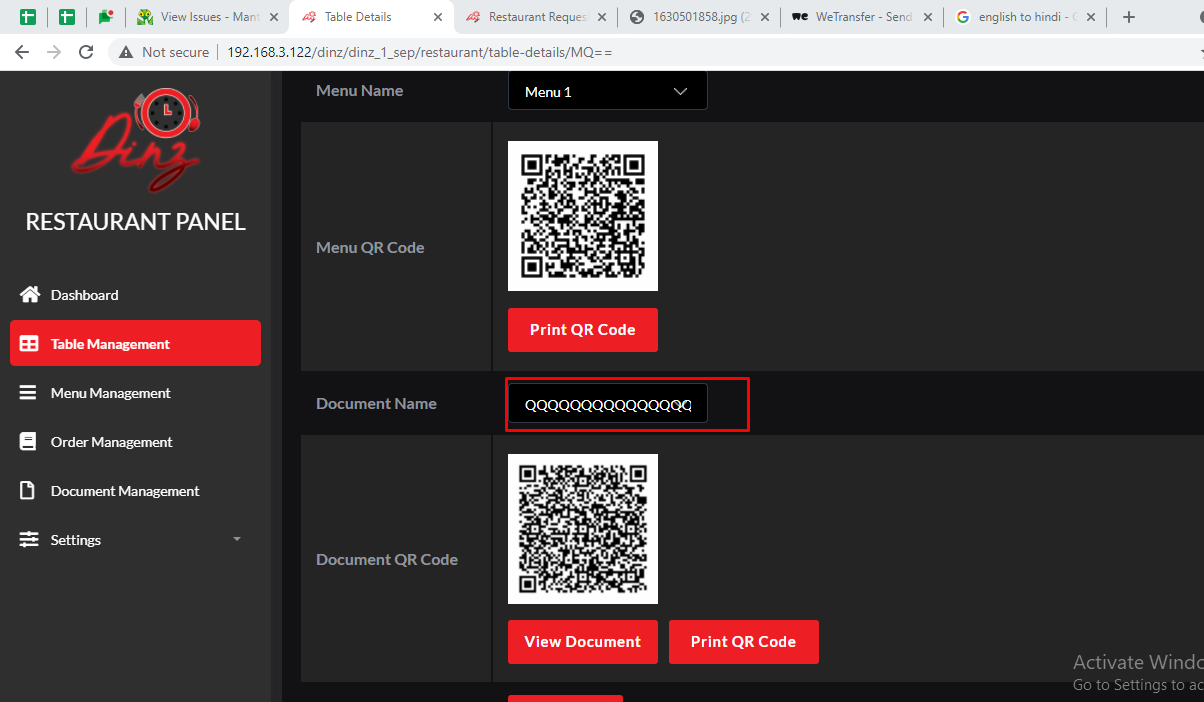 View Issues - Mant
Table Details
Restaurant Reques
1630501858.jpg (2
WeTransfer - Send
english to hindi - G
Not secure
192.168.3.122/dinz/dinz_1_sep/restaurant/table-details/MQ==
Dinz
RESTAURANT PANEL
Dashboard
Table Management
Menu Management
Order Management
Document Management
Settings
Menu Name
Menu 1
Menu QR Code
Print QR Code
Document Name
Document QR Code
View Document
Print QR Code
Activate Windo
Go to Settings to ac